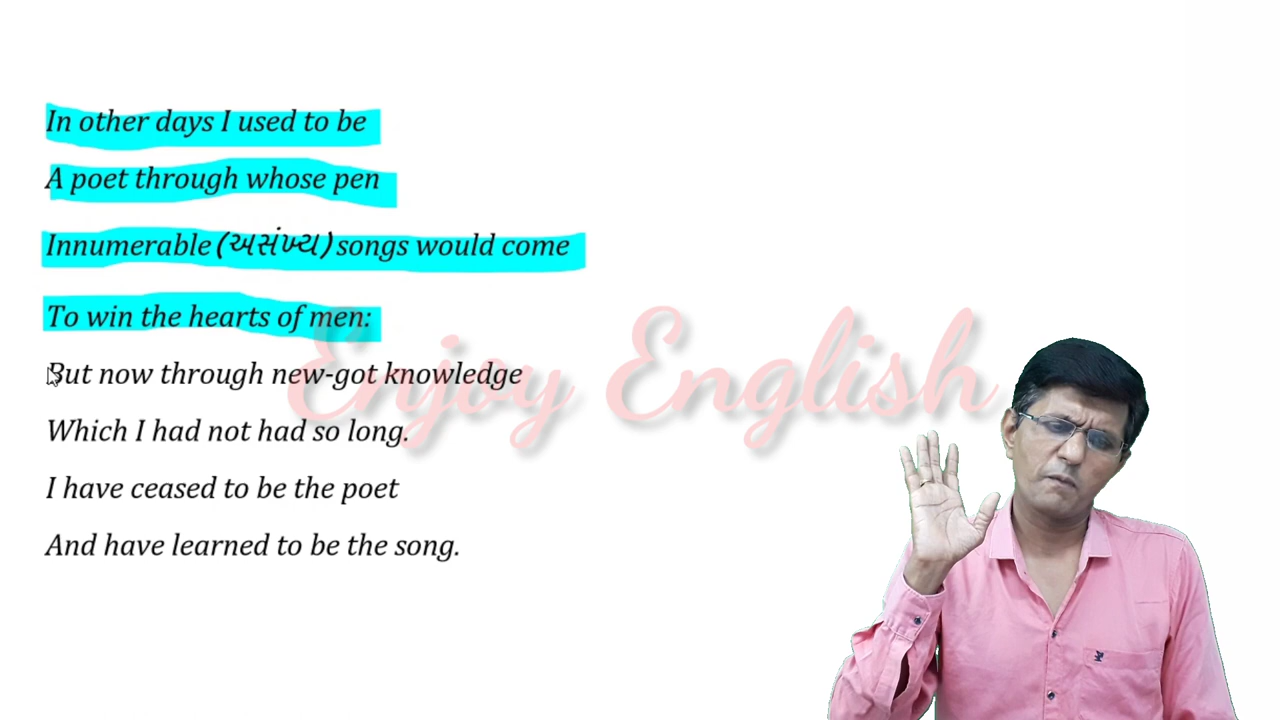 In other days I used to be
A poet through whose pen
Innumerable (અસંખ્ય) songs would come
To win the hearts of men:
But now through new-got knowledge
Which I had not had so long.
I have ceased to be the poet
And have learned to be the song.
Enjoy English